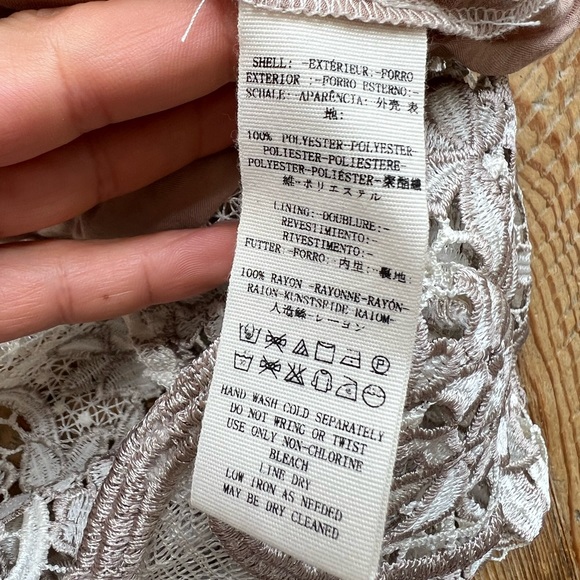 SHELL: -EXTÉRIEUR.-FORRO
EXTERIOR :-FORRO ESTERNO:-
SCHALE: APARÊNCIA: 外壳 表
地:
100% POLYESTER-POLYESTER-
POLIESTER-POLIESTERE-
POLYESTER-POLIÉSTER-聚酯纖
維-ポリエステル
LINING:-DOUBLURE:-
REVESTIMIENTO:-
RIVESTIMENTO:-
FUTTER-FORRO: 内里:-裏地
100% RAYON -RAYONNE-RAYÓN-
RAION-KUNSTSEIDE RAIOM-
人造絲-レーヨン
HAND WASH COLD SEPARATELY
DO NOT WRING OR TWIST
USE ONLY NON-CHLORINE
BLEACH
LINE DRY
LOW IRON AS NEEDED
MAY BE DRY CLEANED